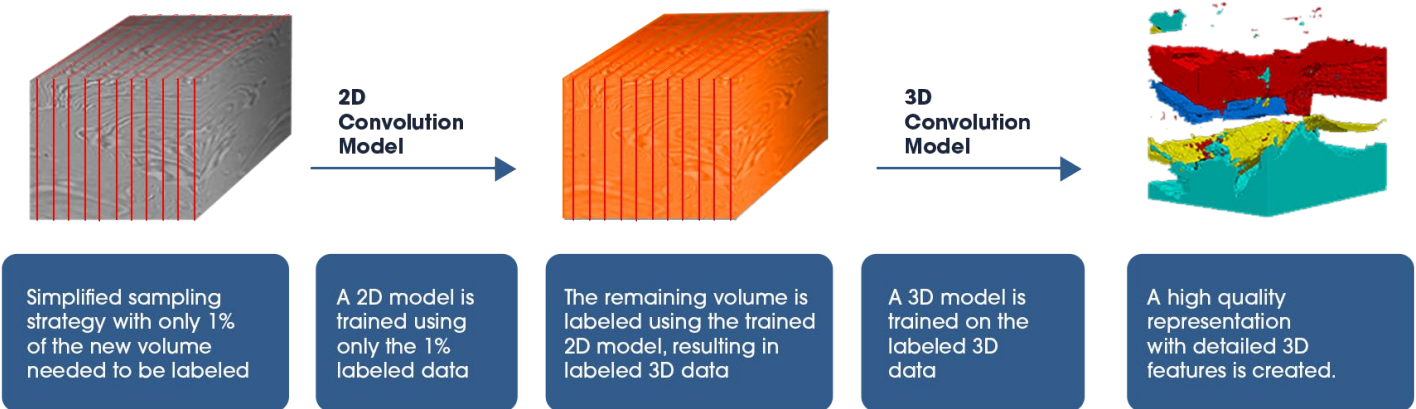 2D
Convolution
Model
3D
Convolution
Model
Simplified sampling
strategy with only 1%
of the new volume
needed to be labeled
A 2D model is
trained using
only the 1%
labeled data
The remaining volume is
labeled using the trained
2D model, resulting in
labeled 3D data
A 3D model is
trained on the
labeled 3D
data
A high quality
representation
with detailed 3D
features is created.